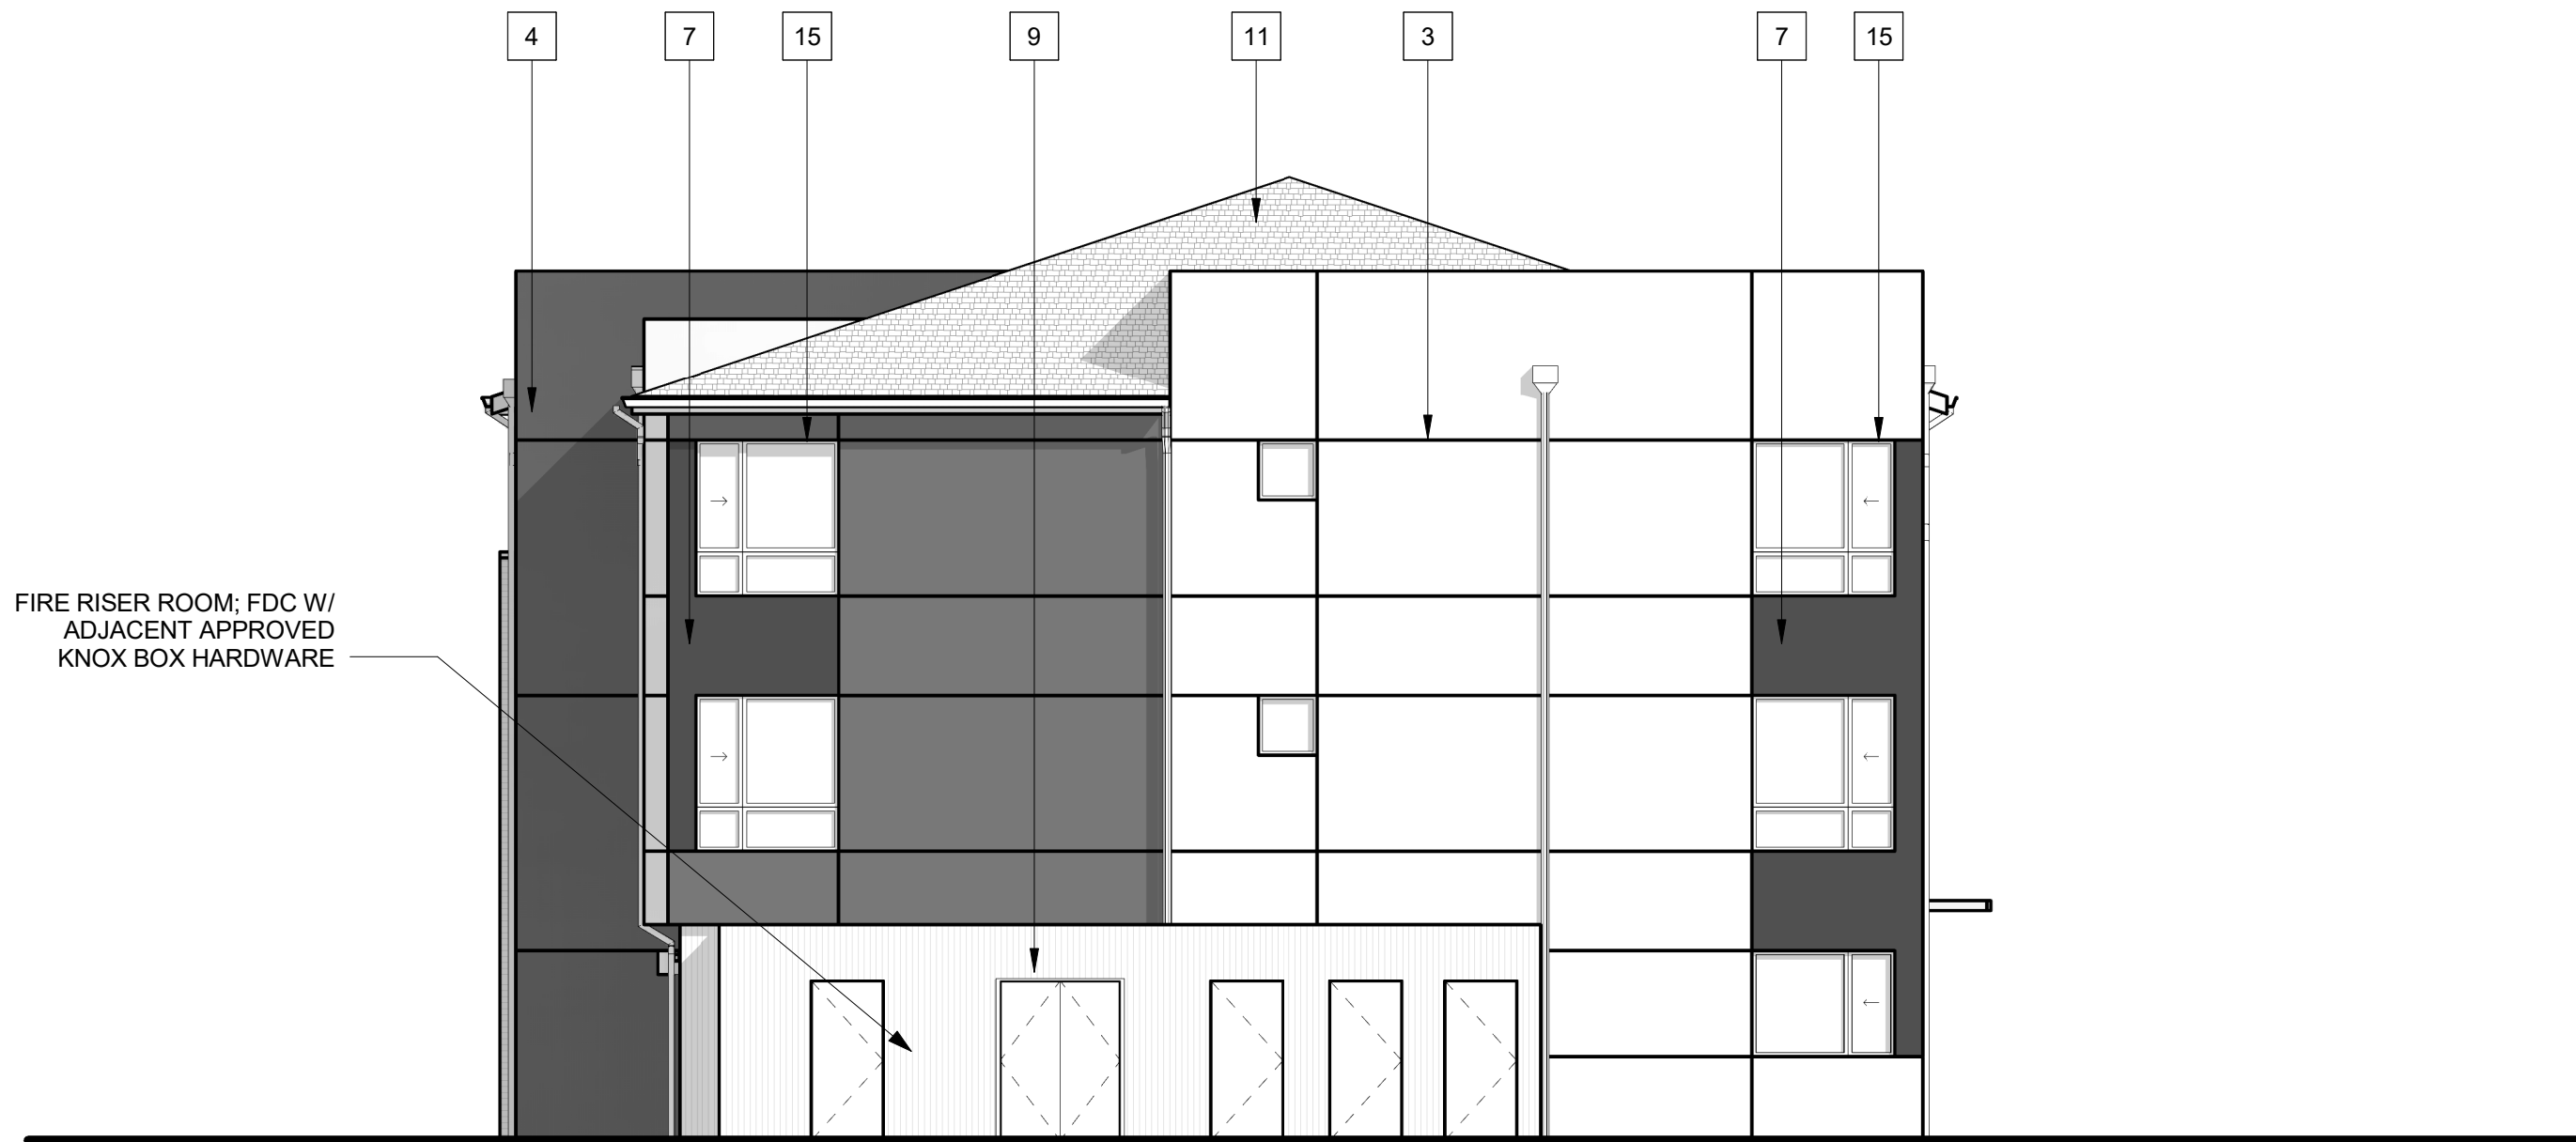 4
7
15
9
11
3
7
15
FIRE RISER ROOM; FDC W/
ADJACENT APPROVED
KNOX BOX HARDWARE